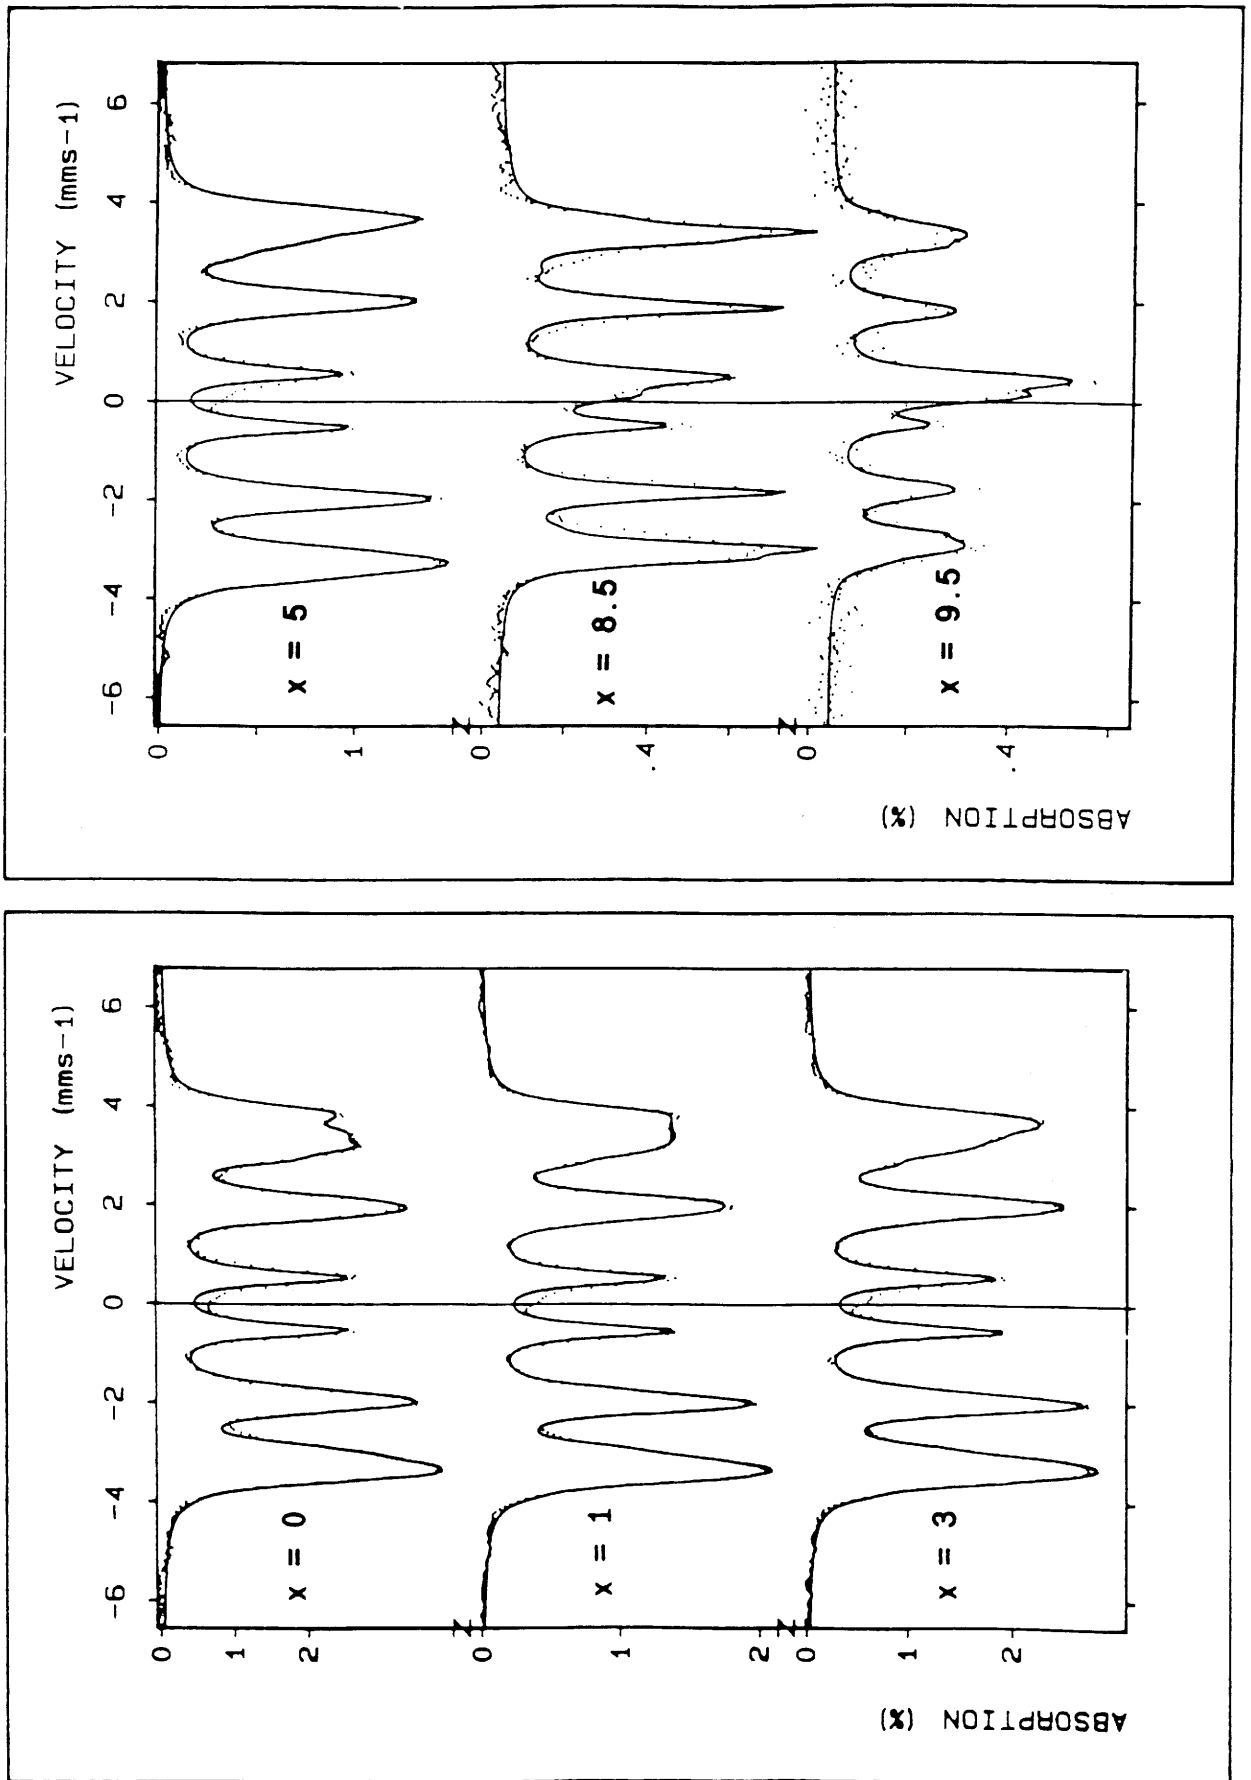 VELOCITY (mms-1)
-6 -4 -2 0 2 4 6
0
1
2
x = 0
0
1
2
x = 1
0
1
2
x = 3
ABSORPTION (%)
VELOCITY (mms-1)
-6 -4 -2 0 2 4 6
0
1
x = 5
0
.4
x = 8.5
0
.4
x = 9.5
ABSORPTION (%)